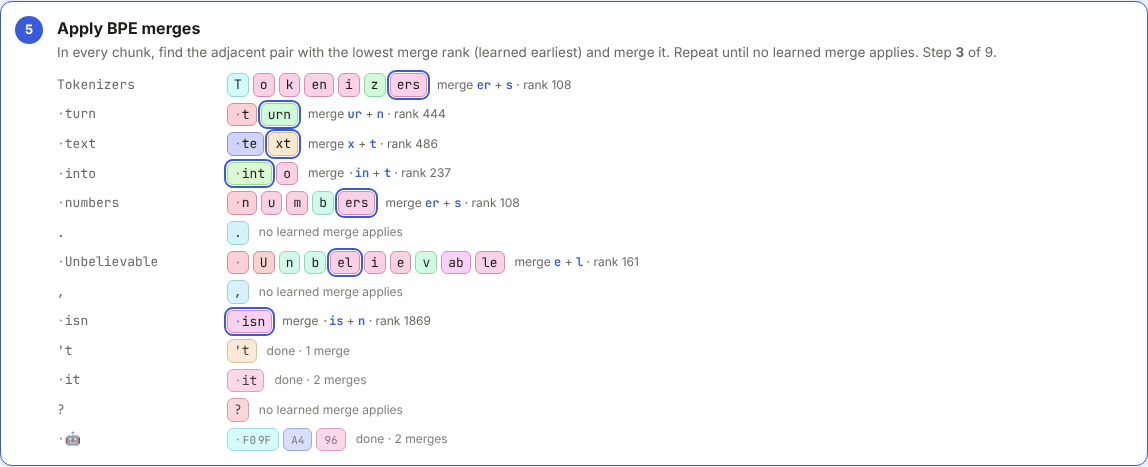 5 Apply BPE merges
In every chunk, find the adjacent pair with the lowest merge rank (learned earliest) and merge it. Repeat until no learned merge applies. Step 3 of 9.
Tokenizers T o k en i z ers merge er + s · rank 108
·turn ·t urn merge ur + n · rank 444
·text ·te xt merge x + t · rank 486
·into ·int o merge ·in + t · rank 237
·numbers ·n u m b ers merge er + s · rank 108
. . no learned merge applies
·Unbelievable · U n b el i e v ab le merge e + l · rank 161
, , no learned merge applies
·isn ·isn merge ·is + n · rank 1869
't 't done · 1 merge
·it ·it done · 2 merges
? ? no learned merge applies
·🤖 ·F09F A4 96 done · 2 merges